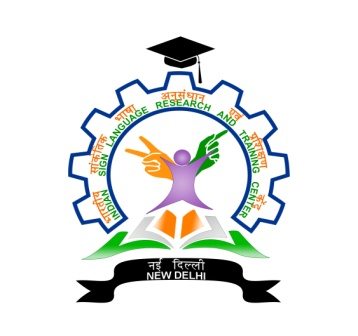 भारतीय सांकेतिक भाषा अनुसंधान एवं प्रशिक्षण केंद्र
INDIAN SIGN LANGUAGE RESEARCH AND TRAINING CENTER
नई दिल्ली
NEW DELHI